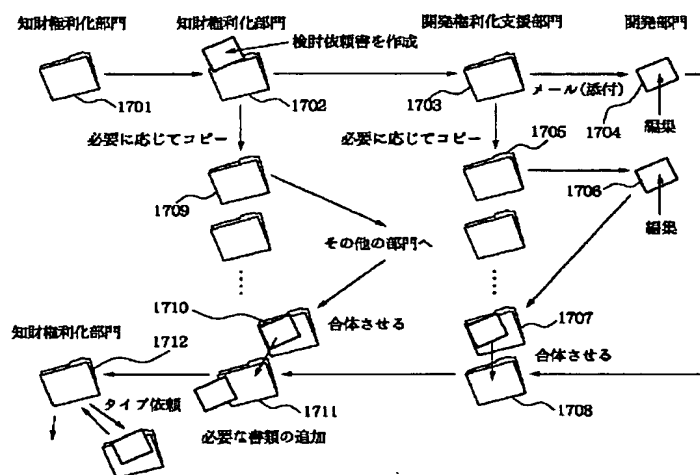 知財権利化部門
知財権利化部門
開発権利化支援部門
開発部門
検討依頼書を作成
メール(添付)
1701
1702
1703
1704
編集
必要に応じてコピー
必要に応じてコピー
1705
1709
1706
編集
その他の部門へ
1710
合体させる
1707
知財権利化部門
1712
合体させる
タイプ依頼
1711
1708
必要な書類の追加